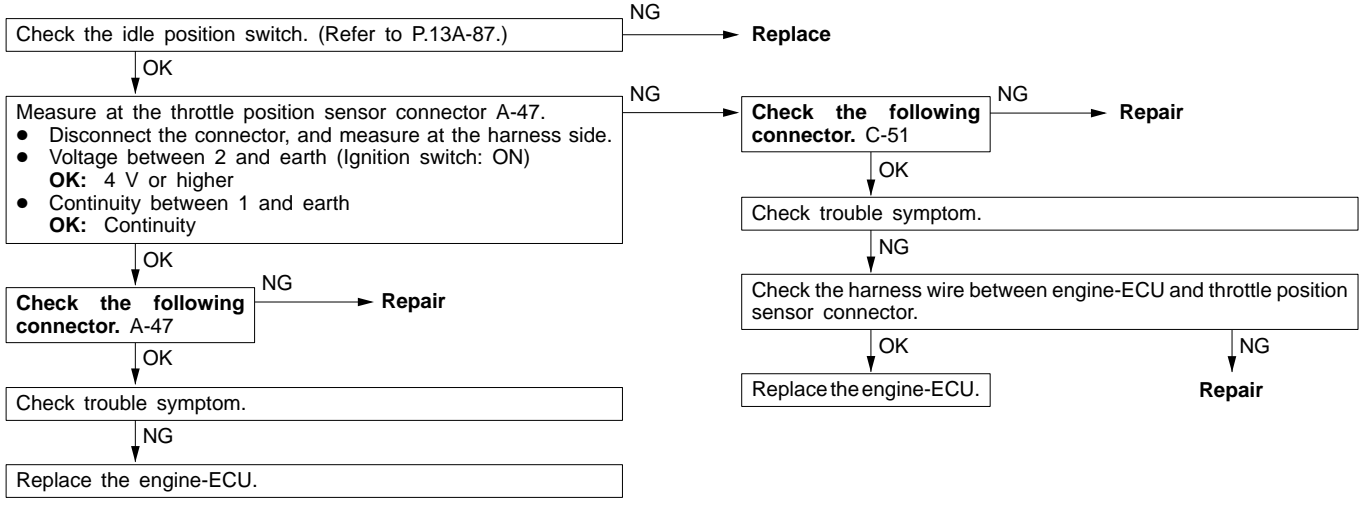 NG
Check the idle position switch. (Refer to P.13A-87.)
Replace
OK
NG
Measure at the throttle position sensor connector A-47.
● Disconnect the connector, and measure at the harness side.
● Voltage between 2 and earth (Ignition switch: ON)
OK: 4 V or higher
● Continuity between 1 and earth
OK: Continuity
NG
Check the following
connector. C-51
Repair
OK
Check trouble symptom.
NG
Check the harness wire between engine-ECU and throttle position
sensor connector.
OK
NG
Replace the engine-ECU.
Repair
OK
NG
Check the following
connector. A-47
Repair
OK
Check trouble symptom.
NG
Replace the engine-ECU.